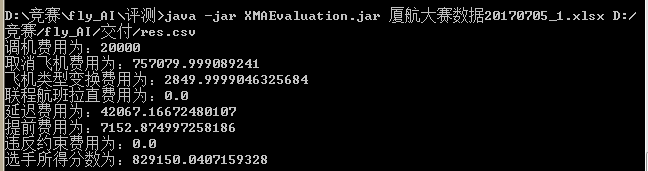 D:\竞赛\fly_AI\评测>java -jar XMAEvaluation.jar 厦航大赛数据20170705_1.xlsx D:/
竞赛/fly_AI/交付/res.csv
调机费用为：20000
取消飞机费用为：757079.999089241
飞机类型变换费用为：2849.9999046325684
联程航班拉直费用为：0.0
延迟费用为：42067.16672480107
提前费用为：7152.874997258186
违反约束费用为：0.0
选手所得分数为：829150.0407159328